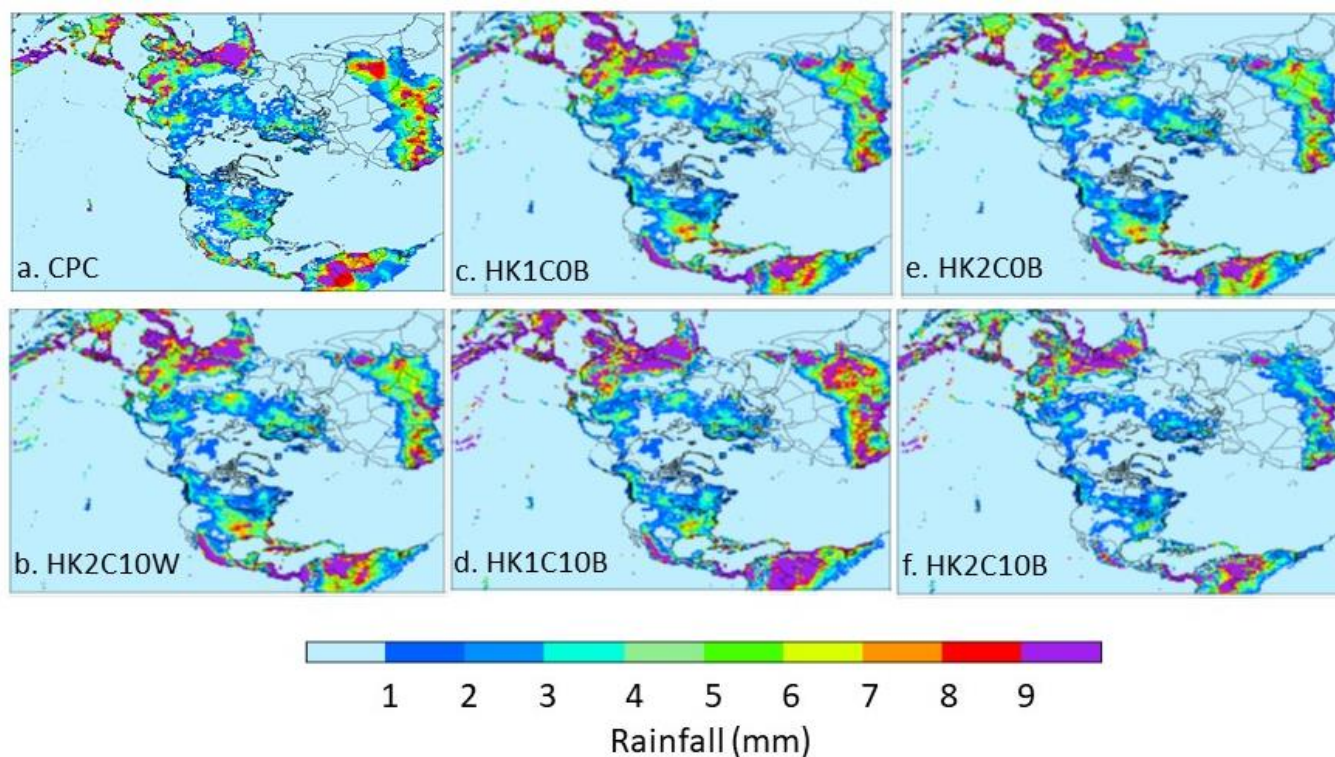 a. CPC
c. HK1C0B
e. HK2C0B
b. HK2C10W
d. HK1C10B
f. HK2C10B
1 2 3 4 5 6 7 8 9
Rainfall (mm)